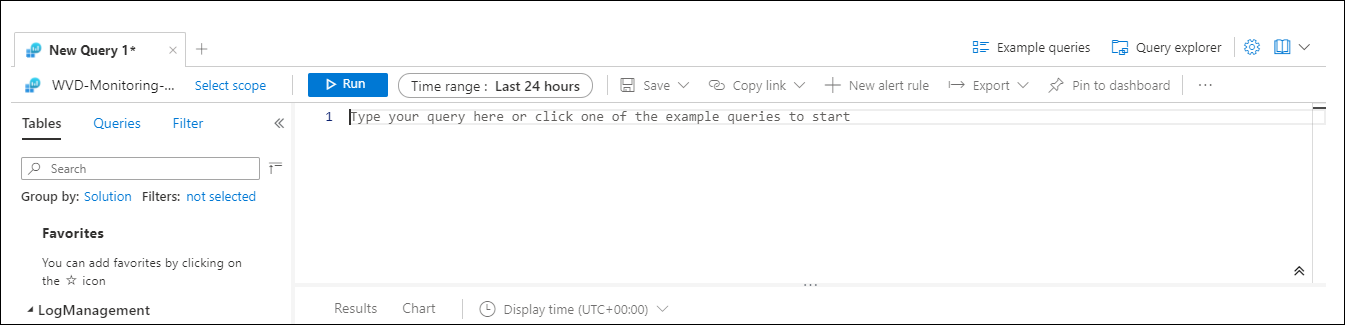 New Query 1*
Example queries
Query explorer
WVD-Monitoring-...
Select scope
Run
Time range : Last 24 hours
Save
Copy link
New alert rule
Export
Pin to dashboard
Tables
Queries
Filter
1
Type your query here or click one of the example queries to start
Search
Group by: Solution
Filters: not selected
Favorites
You can add favorites by clicking on
the ☆ icon
LogManagement
Results
Chart
Display time (UTC+00:00)